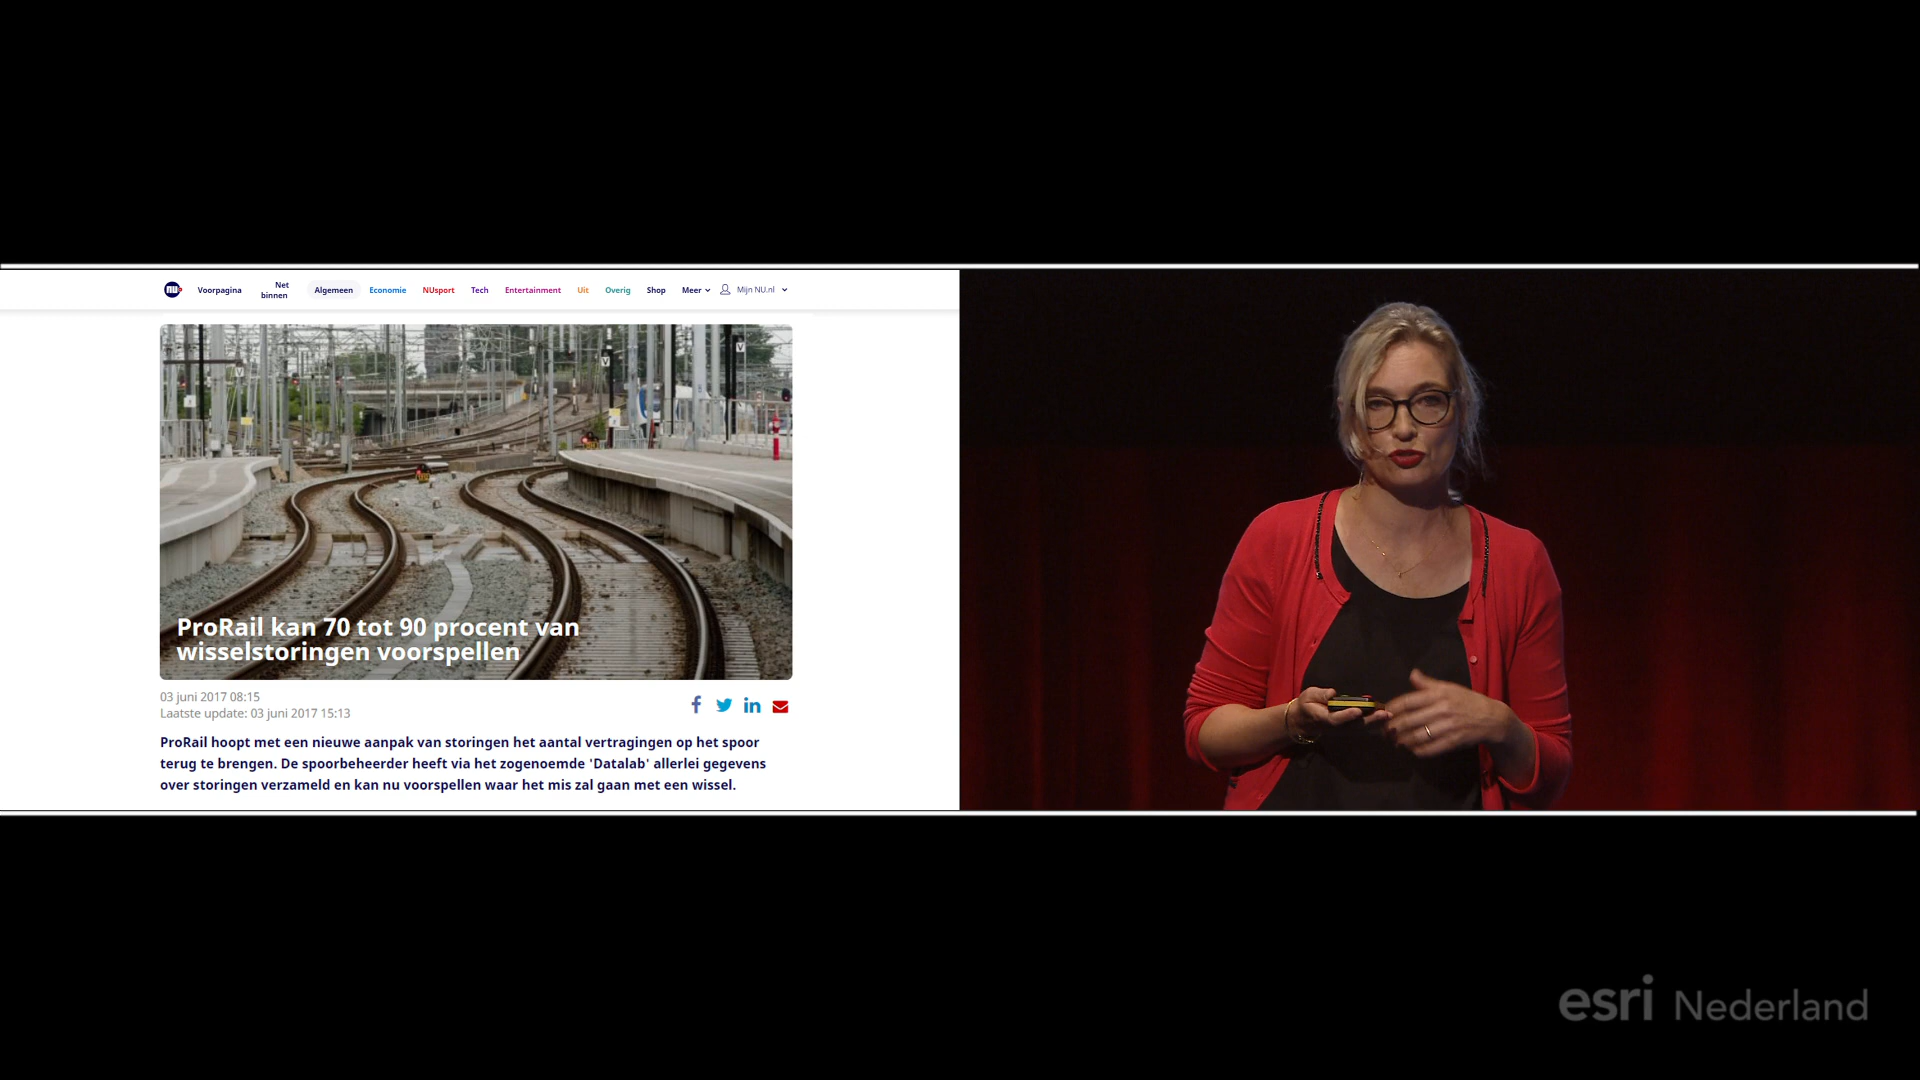 NU.nl
Voorpagina
Net binnen
Algemeen
Economie
NUsport
Tech
Entertainment
Uit
Overig
Shop
Meer
Mijn NU.nl
V
V
V
ProRail kan 70 tot 90 procent van
wisselstoringen voorspellen
03 juni 2017 08:15
Laatste update: 03 juni 2017 15:13
ProRail hoopt met een nieuwe aanpak van storingen het aantal vertragingen op het spoor
terug te brengen. De spoorbeheerder heeft via het zogenoemde 'Datalab' allerlei gegevens
over storingen verzameld en kan nu voorspellen waar het mis zal gaan met een wissel.
esri Nederland